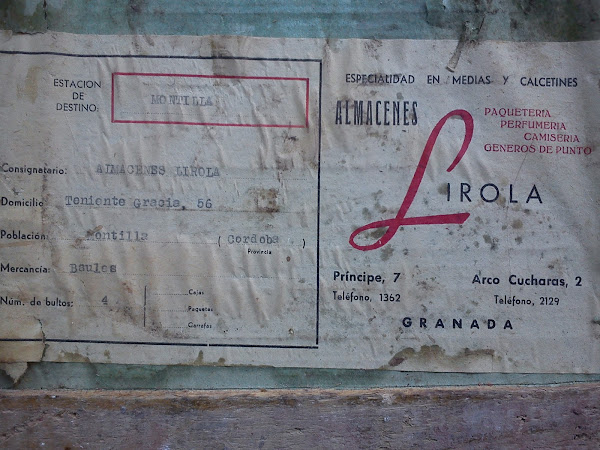 ESTACION
DE
DESTINO:
MONTILLA
Consignatario: ALMACENES LIROLA
Domicilio Teniente Gracia, 56
Población: Montilla ( Cordoba )
Provincia
Mercancía: Baules
Núm. de bultos: 4
Cajas
Paquetes
Garrafas
ESPECIALIDAD EN MEDIAS Y CALCETINES
ALMACENES
PAQUETERIA
PERFUMERIA
CAMISERIA
GENEROS DE PUNTO
LIROLA
Príncipe, 7
Teléfono, 1362
Arco Cucharas, 2
Teléfono, 2129
GRANADA